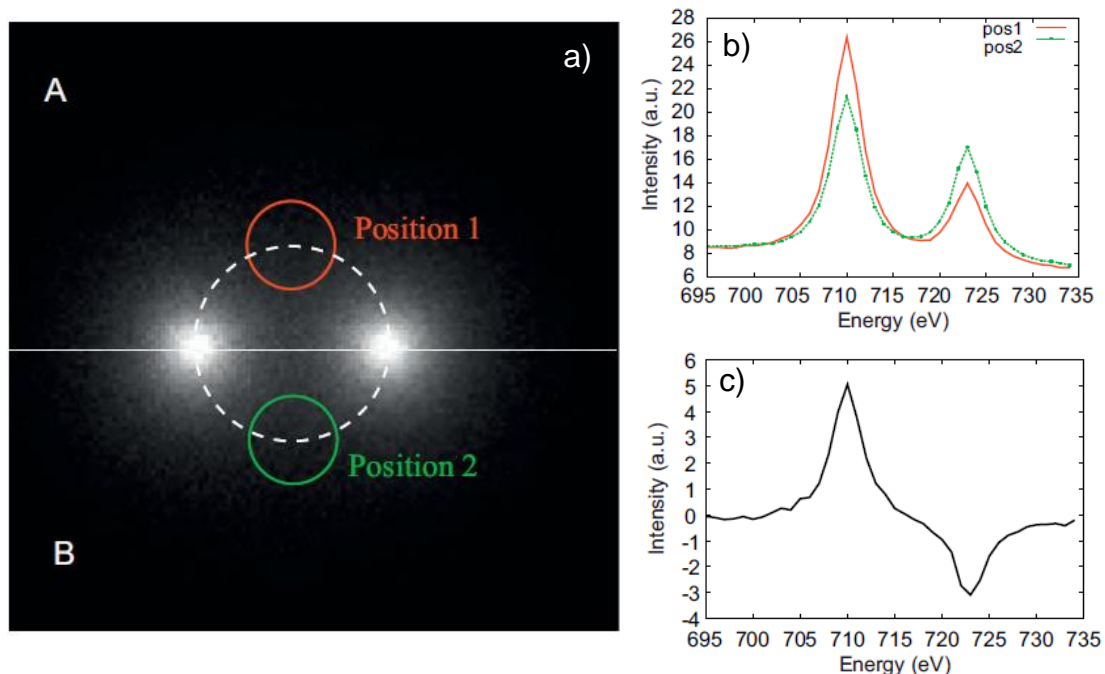 a)
A
Position 1
Position 2
B
b)
pos1
pos2
28
26
24
22
20
18
16
14
12
10
8
6
Intensity (a.u.)
695 700 705 710 715 720 725 730 735
Energy (eV)
c)
6
5
4
3
2
1
0
-1
-2
-3
-4
Intensity (a.u.)
695 700 705 710 715 720 725 730 735
Energy (eV)